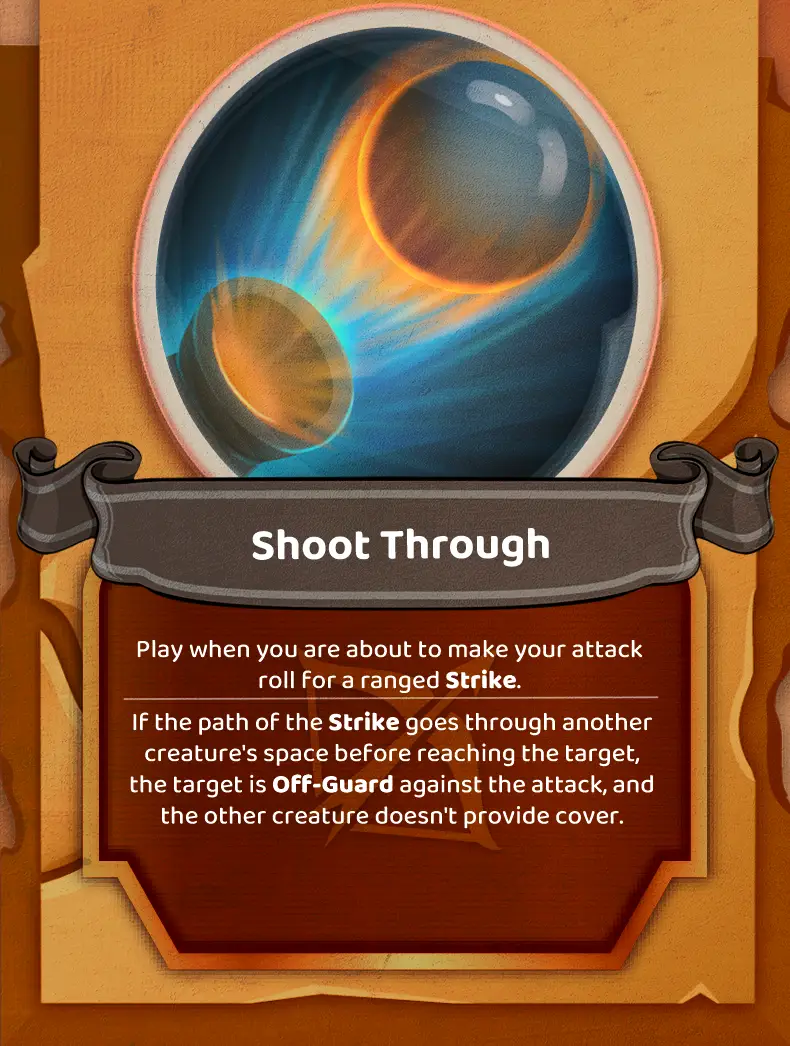 Shoot Through
Play when you are about to make your attack
roll for a ranged Strike.
If the path of the Strike goes through another
creature's space before reaching the target,
the target is Off-Guard against the attack, and
the other creature doesn't provide cover.